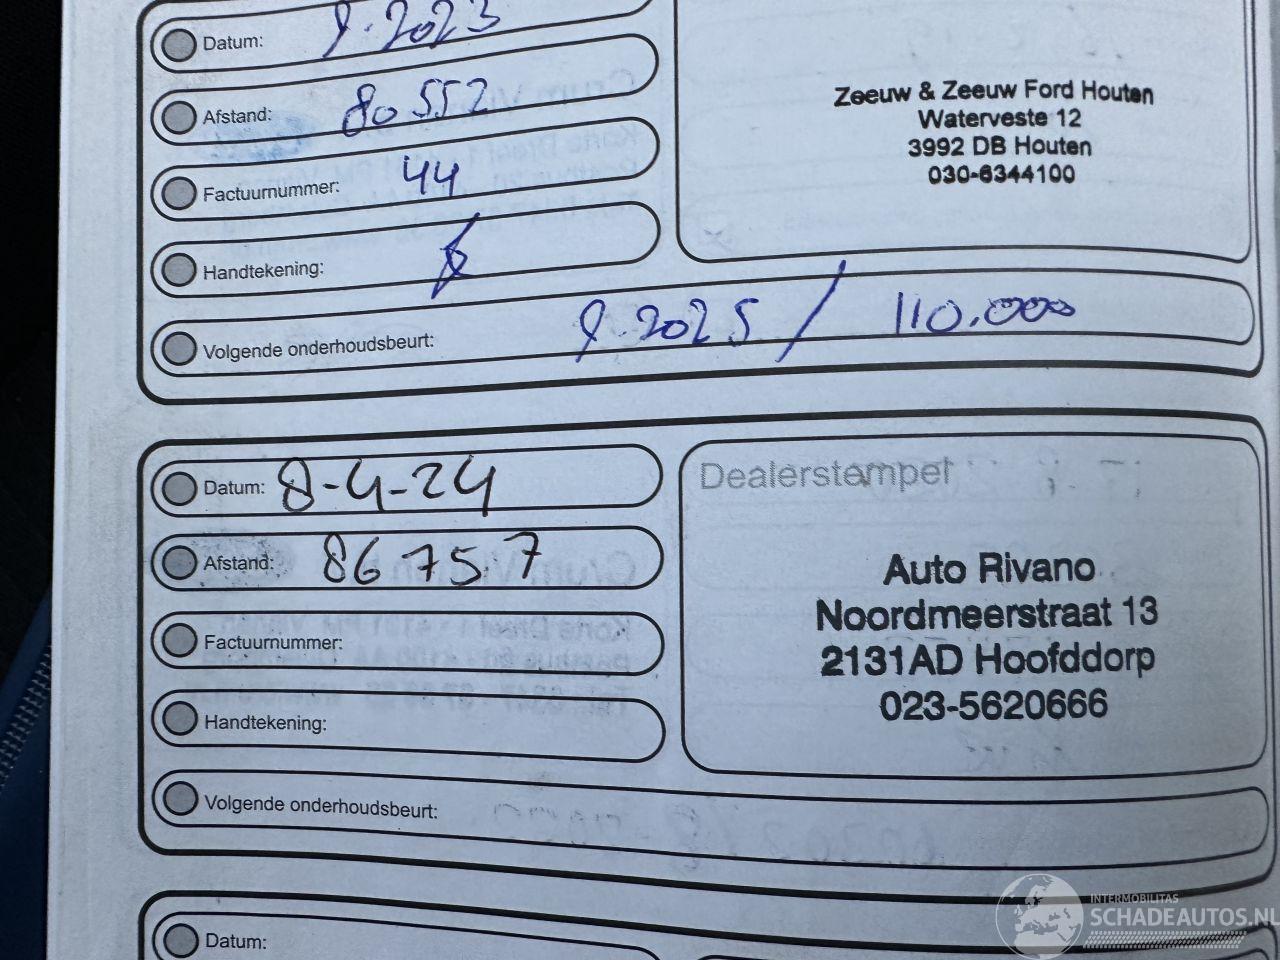 Datum: 8-2023
Afstand: 80552
Factuurnummer: 44
Handtekening:
Volgende onderhoudsbeurt: 8-2025 / 110.000
Zeeuw & Zeeuw Ford Houten
Waterveste 12
3992 DB Houten
030-6344100
Datum: 8-4-24
Afstand: 86757
Factuurnummer:
Handtekening:
Volgende onderhoudsbeurt:
Dealerstempel
Auto Rivano
Noordmeerstraat 13
2131AD Hoofddorp
023-5620666
Datum:
INTERMOBILITAS
SCHADEAUTOS.NL